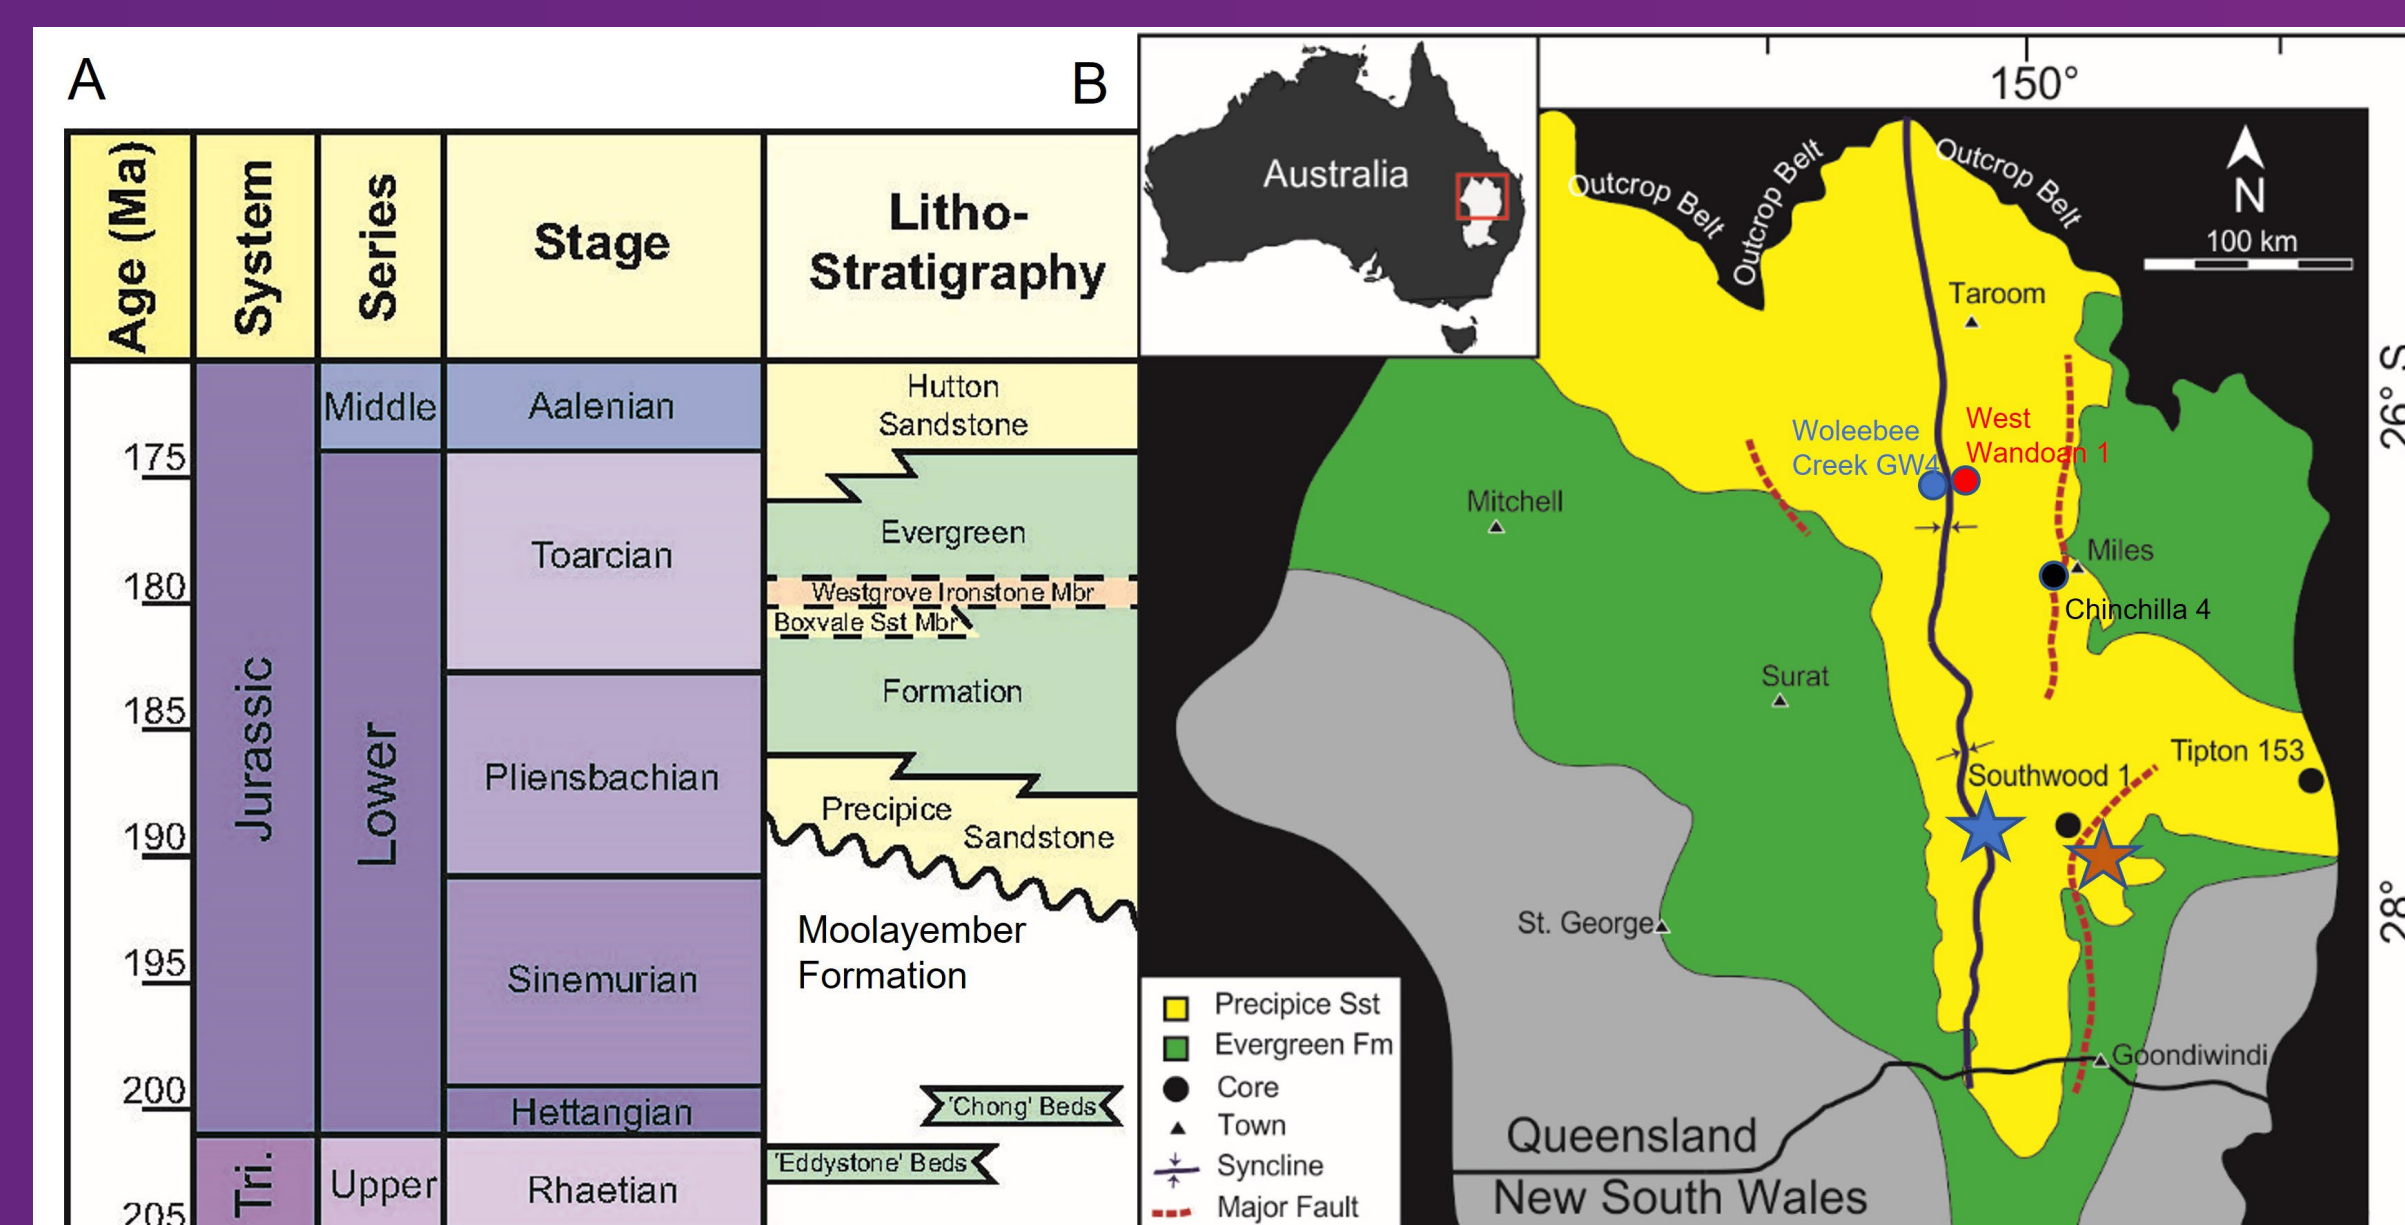 A
Age (Ma)
System
Series
Stage
Litho-
Stratigraphy
175
180
185
190
195
200
205
Jurassic
Tri.
Middle
Lower
Upper
Aalenian
Toarcian
Pliensbachian
Sinemurian
Hettangian
Rhaetian
Hutton
Sandstone
Evergreen
Westgrove Ironstone Mbr
Boxvale Sst Mbr
Formation
Precipice
Sandstone
Moolayember
Formation
'Chong' Beds
'Eddystone' Beds
B
Australia
150°
Outcrop Belt
Outcrop Belt
Outcrop Belt
N
100 km
26° S
28°
Taroom
Woleebee
Creek GW4
West
Wandoan 1
Mitchell
Miles
Chinchilla 4
Surat
Tipton 153
Southwood 1
St. George
Goondiwindi
Queensland
New South Wales
Precipice Sst
Evergreen Fm
Core
Town
Syncline
Major Fault